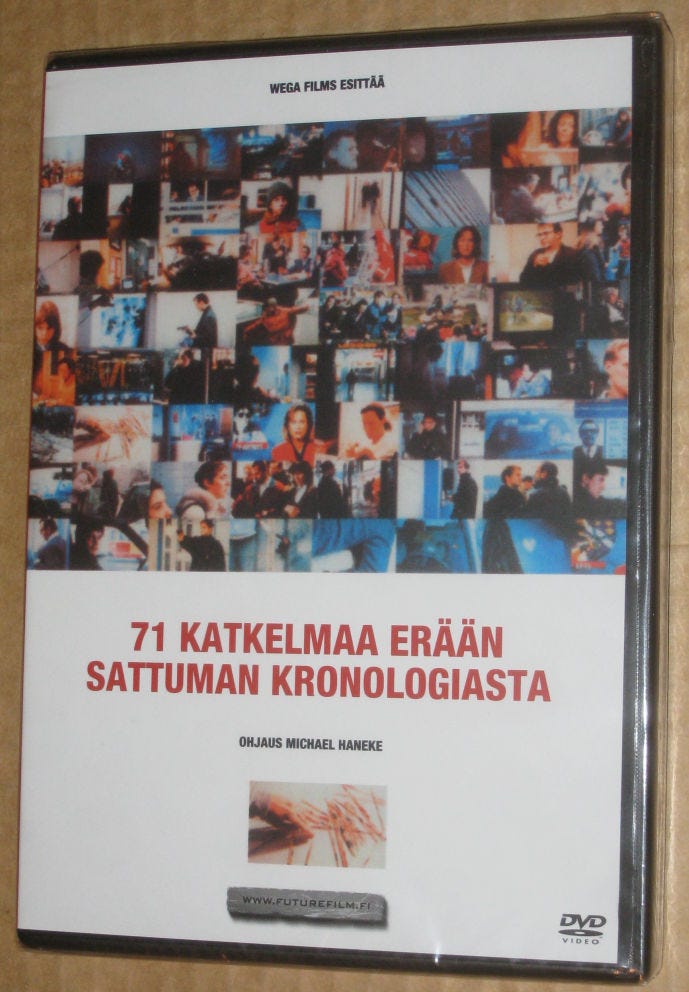 WEGA FILMS ESITTÄÄ
71 KATKELMAA ERÄÄN
SATTUMAN KRONOLOGIASTA
OHJAUS MICHAEL HANEKE
WWW.FUTUREFILM.FI
DVD
VIDEO